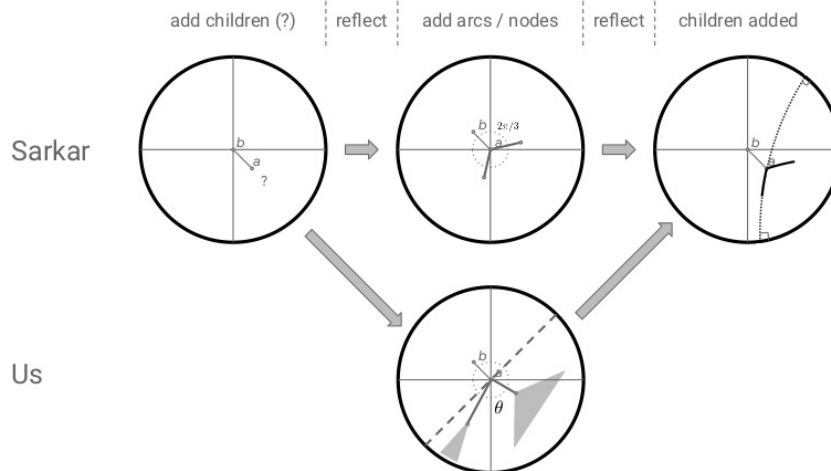 add children (?)
reflect
add arcs / nodes
reflect
children added
Sarkar
b
a
?
b
2π/3
a
b
a
Us
b
a
θ